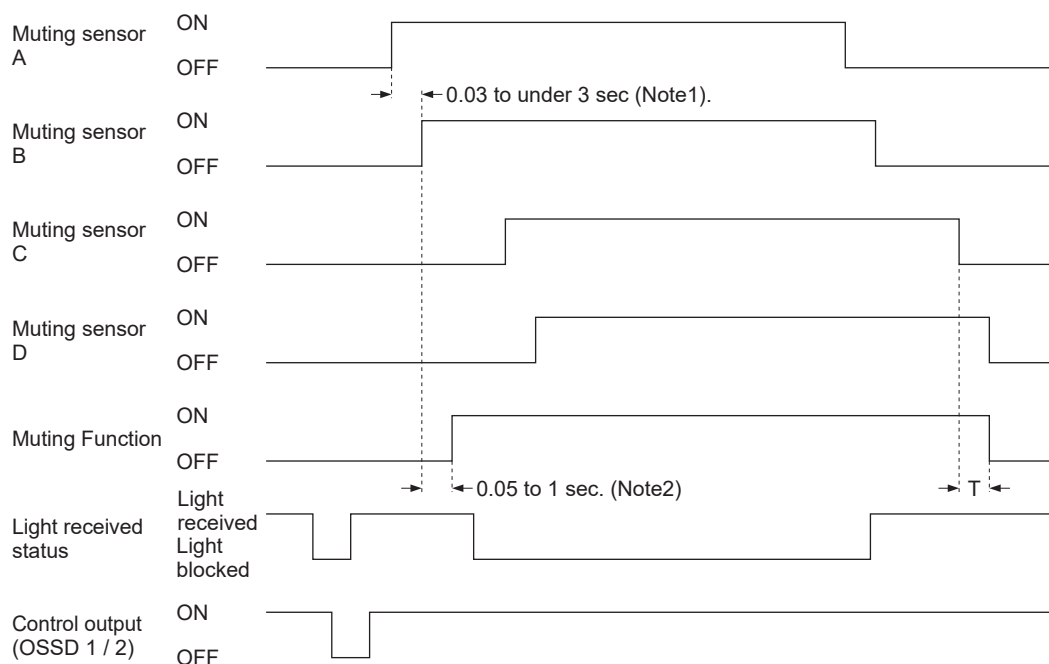 Muting sensor
A
ON
OFF
0.03 to under 3 sec (Note1).
Muting sensor
B
ON
OFF
Muting sensor
C
ON
OFF
Muting sensor
D
ON
OFF
Muting Function
ON
OFF
0.05 to 1 sec. (Note2)
T
Light received
status
Light
received
Light
blocked
Control output
(OSSD 1 / 2)
ON
OFF